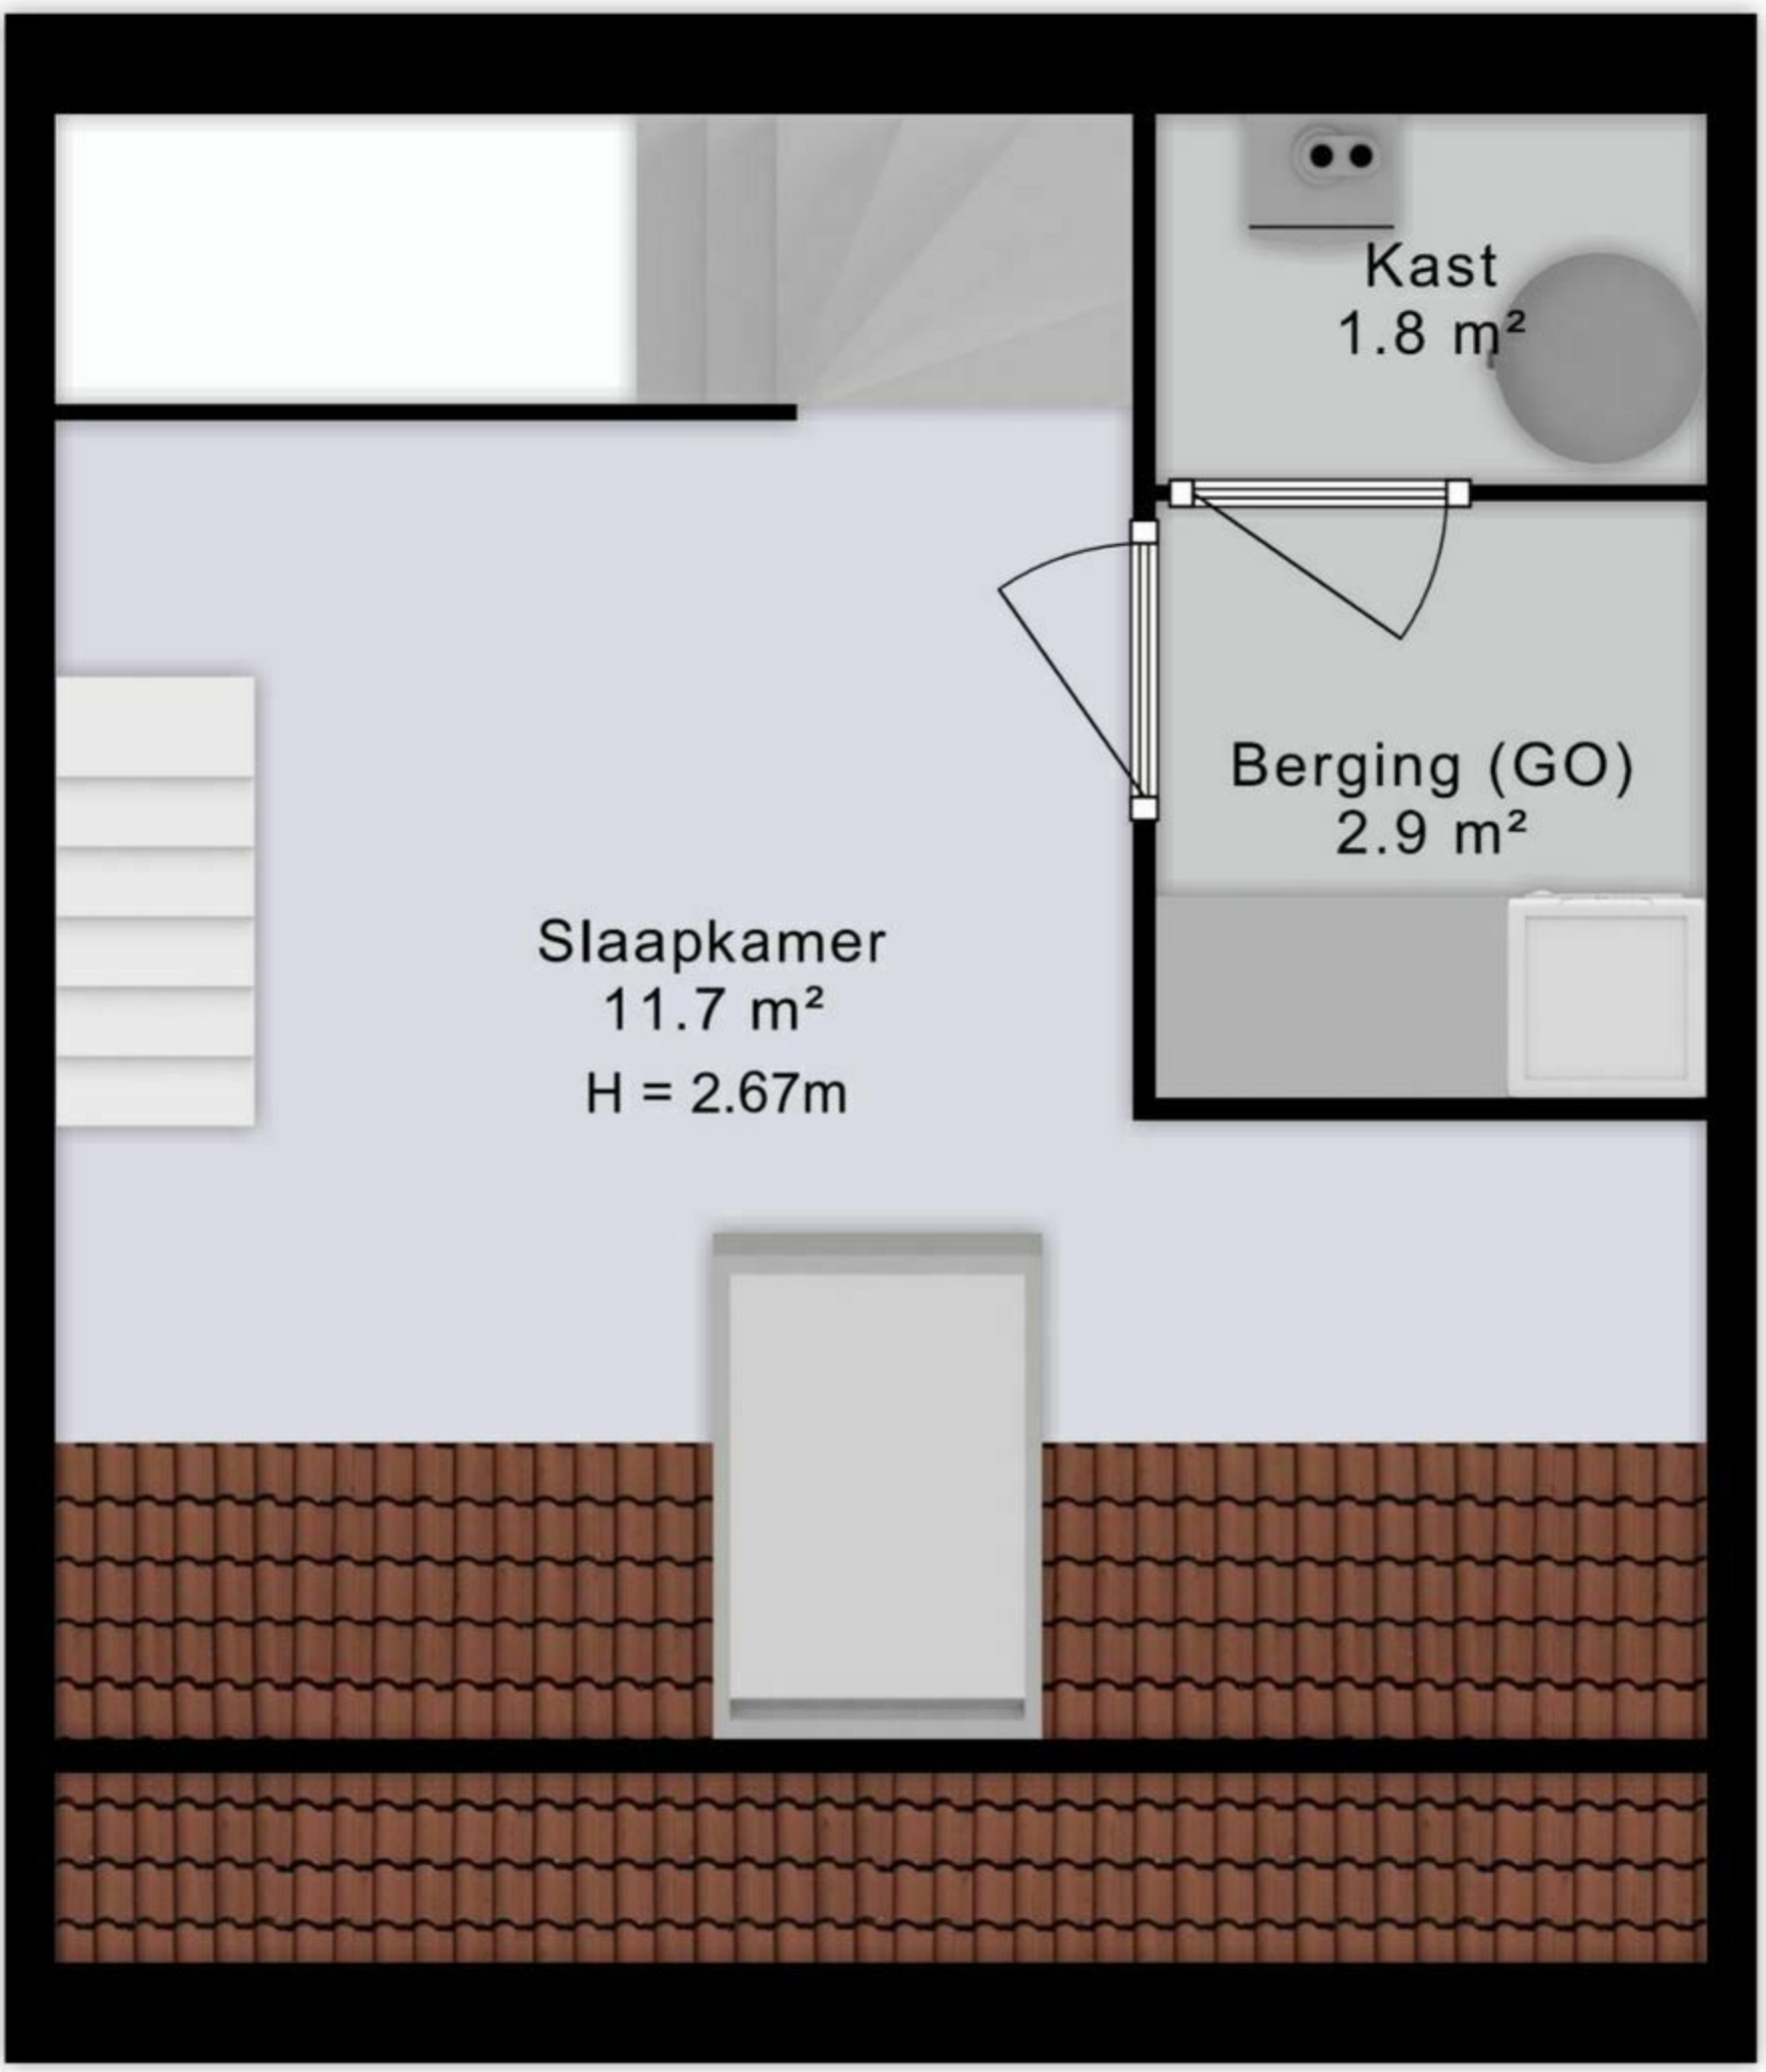 Kast
1.8 m²
Berging (GO)
2.9 m²
Slaapkamer
11.7 m²
H = 2.67m